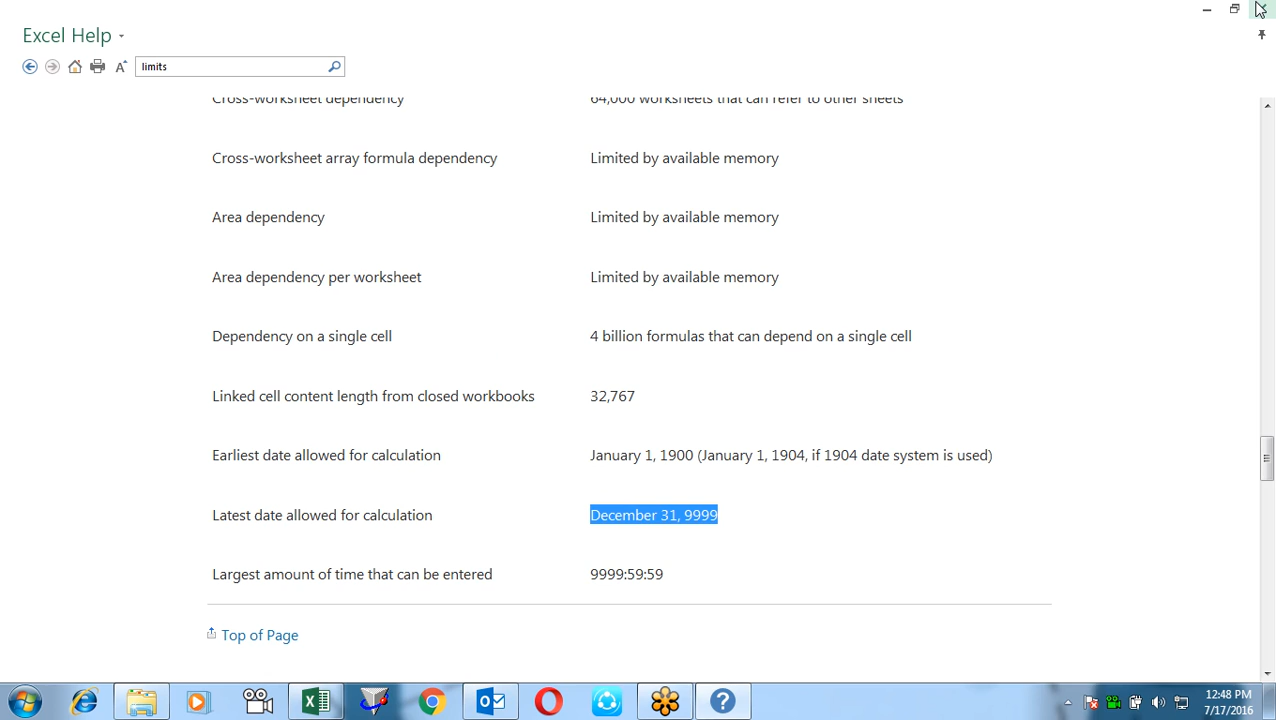 Excel Help
limits
Cross-worksheet dependency 64,000 worksheets that can refer to other sheets
Cross-worksheet array formula dependency Limited by available memory
Area dependency Limited by available memory
Area dependency per worksheet Limited by available memory
Dependency on a single cell 4 billion formulas that can depend on a single cell
Linked cell content length from closed workbooks 32,767
Earliest date allowed for calculation January 1, 1900 (January 1, 1904, if 1904 date system is used)
Latest date allowed for calculation December 31, 9999
Largest amount of time that can be entered 9999:59:59
Top of Page
12:48 PM
7/17/2016